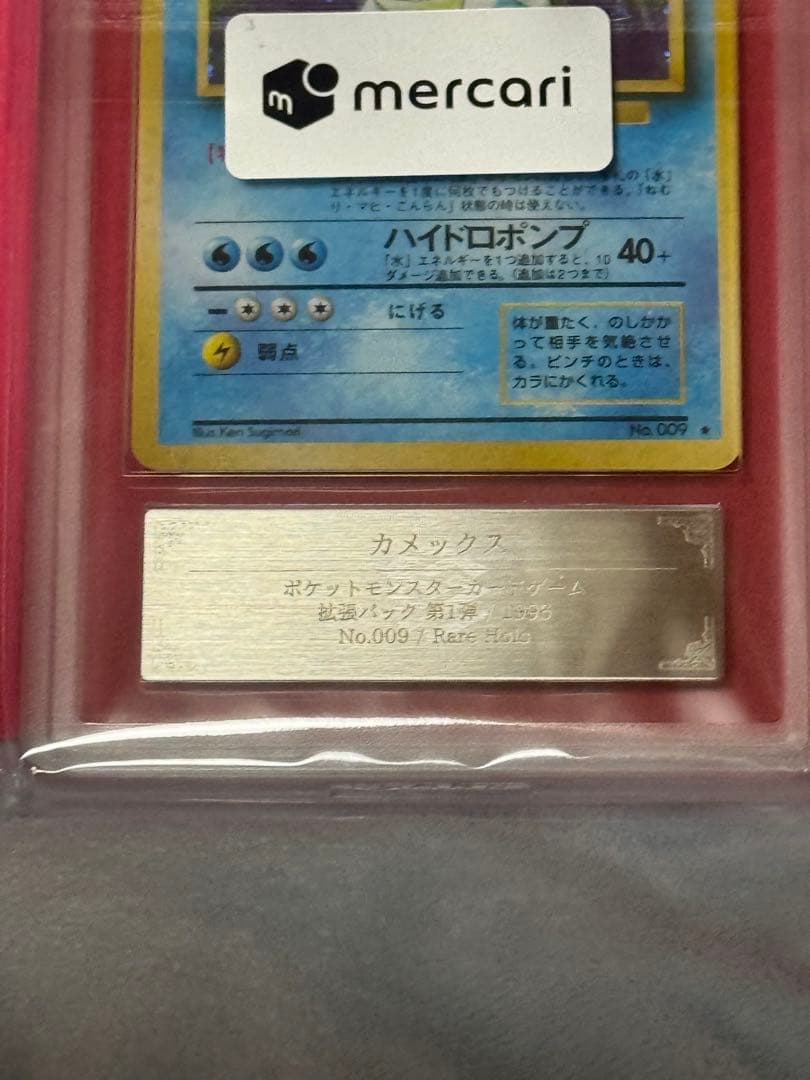 mercari
の「水」
エネルギーを1度に何枚でもつけることができる。「ねむ
り・マヒ・こんらん」状態の時は使えない。
ハイドロポンプ 40+
「水」エネルギーを1つ追加すると、10
ダメージ追加できる。(追加は2つまで)
にげる
弱点
体が重たく、のしかか
って相手を気絶させ
る。ピンチのときは、
カラにかくれる。
Illus. Ken Sugimori No. 009 ★
カメックス
ポケットモンスターカードゲーム
拡張パック 第1弾 / 1996
No.009 / Rare Holo